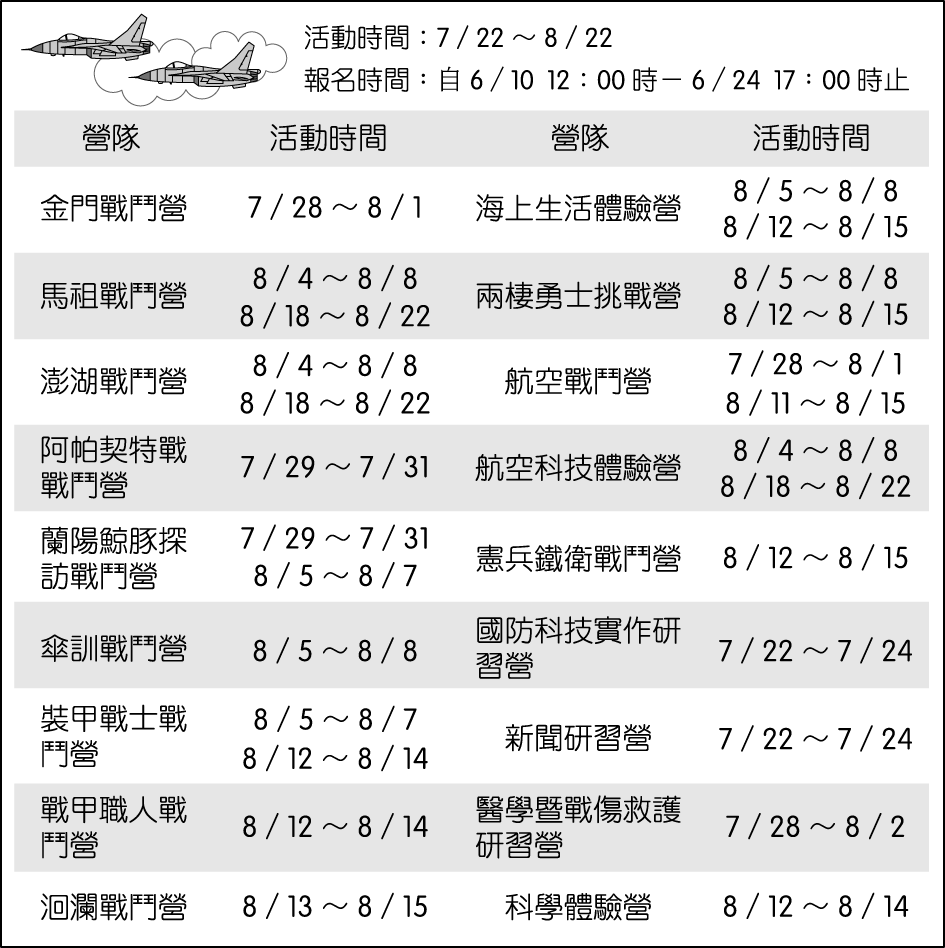 活動時間：7 / 22 ～ 8 / 22
報名時間：自 6 / 10 12：00 時－ 6 / 24 17：00 時止
營隊 活動時間 營隊 活動時間
金門戰鬥營 7 / 28 ～ 8 / 1 海上生活體驗營 8 / 5 ～ 8 / 8
8 / 12 ～ 8 / 15
馬祖戰鬥營 8 / 4 ～ 8 / 8
8 / 18 ～ 8 / 22
兩棲勇士挑戰營 8 / 5 ～ 8 / 8
8 / 12 ～ 8 / 15
澎湖戰鬥營 8 / 4 ～ 8 / 8
8 / 18 ～ 8 / 22
航空戰鬥營 7 / 28 ～ 8 / 1
8 / 11 ～ 8 / 15
阿帕契特戰
戰鬥營
7 / 29 ～ 7 / 31
航空科技體驗營 8 / 4 ～ 8 / 8
8 / 18 ～ 8 / 22
蘭陽鯨豚探
訪戰鬥營
7 / 29 ～ 7 / 31
8 / 5 ～ 8 / 7
憲兵鐵衛戰鬥營 8 / 12 ～ 8 / 15
傘訓戰鬥營 8 / 5 ～ 8 / 8
國防科技實作研
習營
7 / 22 ～ 7 / 24
裝甲戰士戰
鬥營
8 / 5 ～ 8 / 7
8 / 12 ～ 8 / 14
新聞研習營 7 / 22 ～ 7 / 24
戰甲職人戰
鬥營
8 / 12 ～ 8 / 14
醫學暨戰傷救護
研習營
7 / 28 ～ 8 / 2
洄瀾戰鬥營 8 / 13 ～ 8 / 15 科學體驗營 8 / 12 ～ 8 / 14